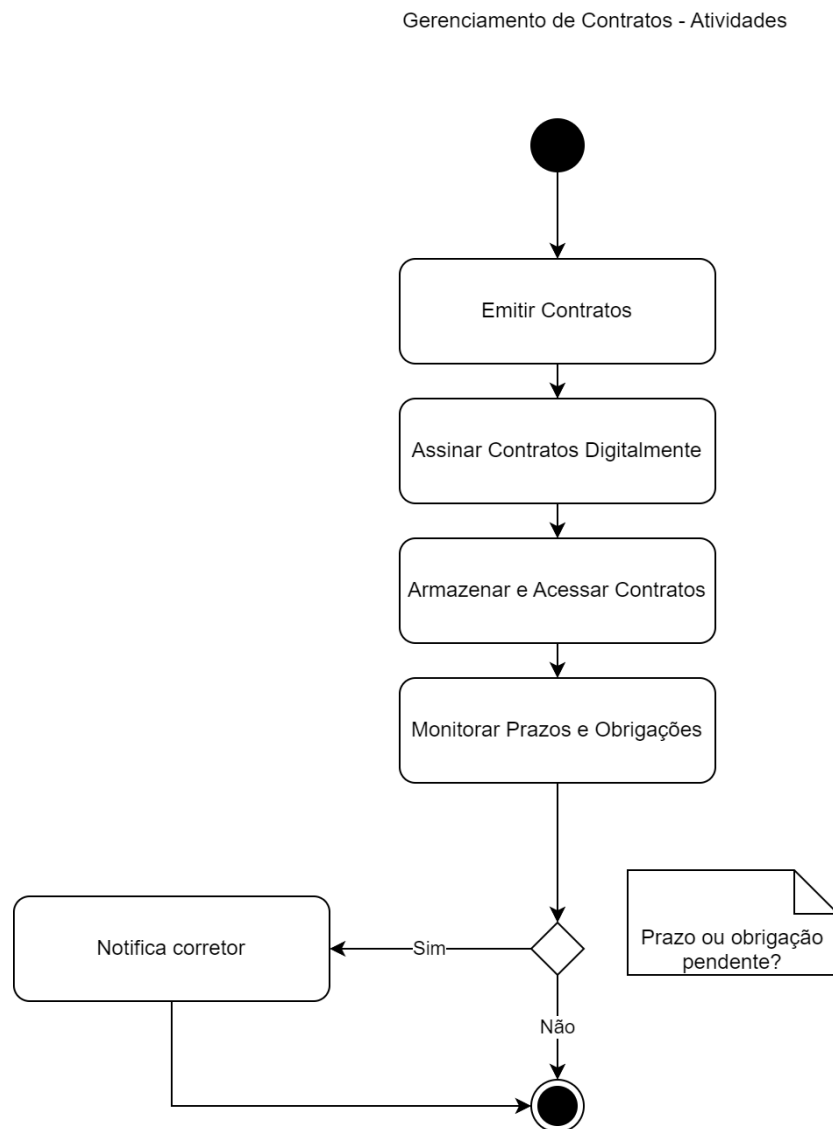 Gerenciamento de Contratos - Atividades
Emitir Contratos
Assinar Contratos Digitalmente
Armazenar e Acessar Contratos
Monitorar Prazos e Obrigações
Prazo ou obrigação
pendente?
Notifica corretor
Sim
Não